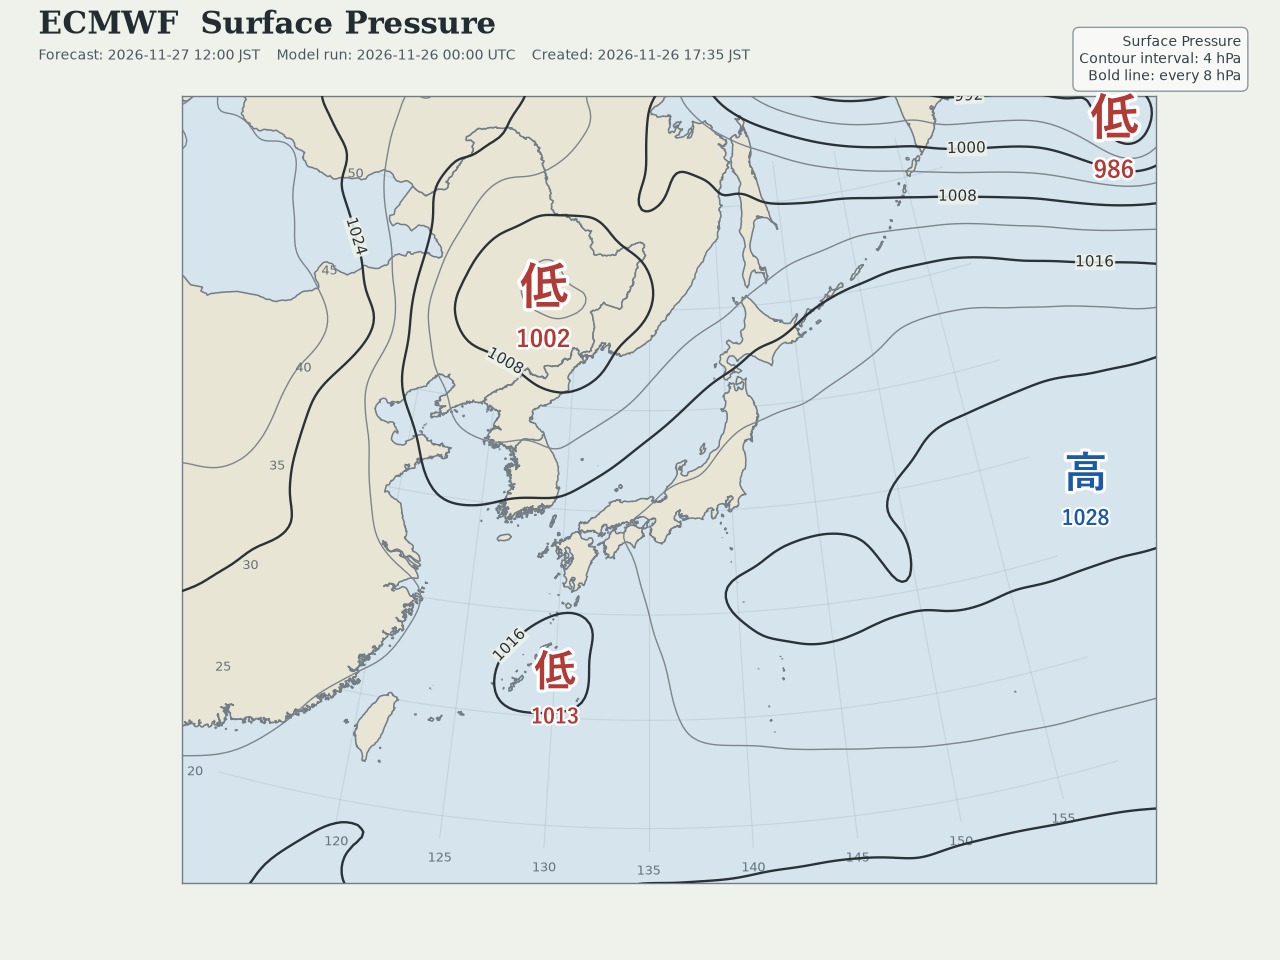 ECMWF  Surface Pressure
Forecast: 2026-11-27 12:00 JST    Model run: 2026-11-26 00:00 UTC    Created: 2026-11-26 17:35 JST
Surface Pressure
Contour interval: 4 hPa
Bold line: every 8 hPa
992
低
986
1000
50
1008
1024
45
1016
低
1002
1008
40
35
高
1028
30
1016
25
低
1013
20
120
125
130
135
140
145
150
155